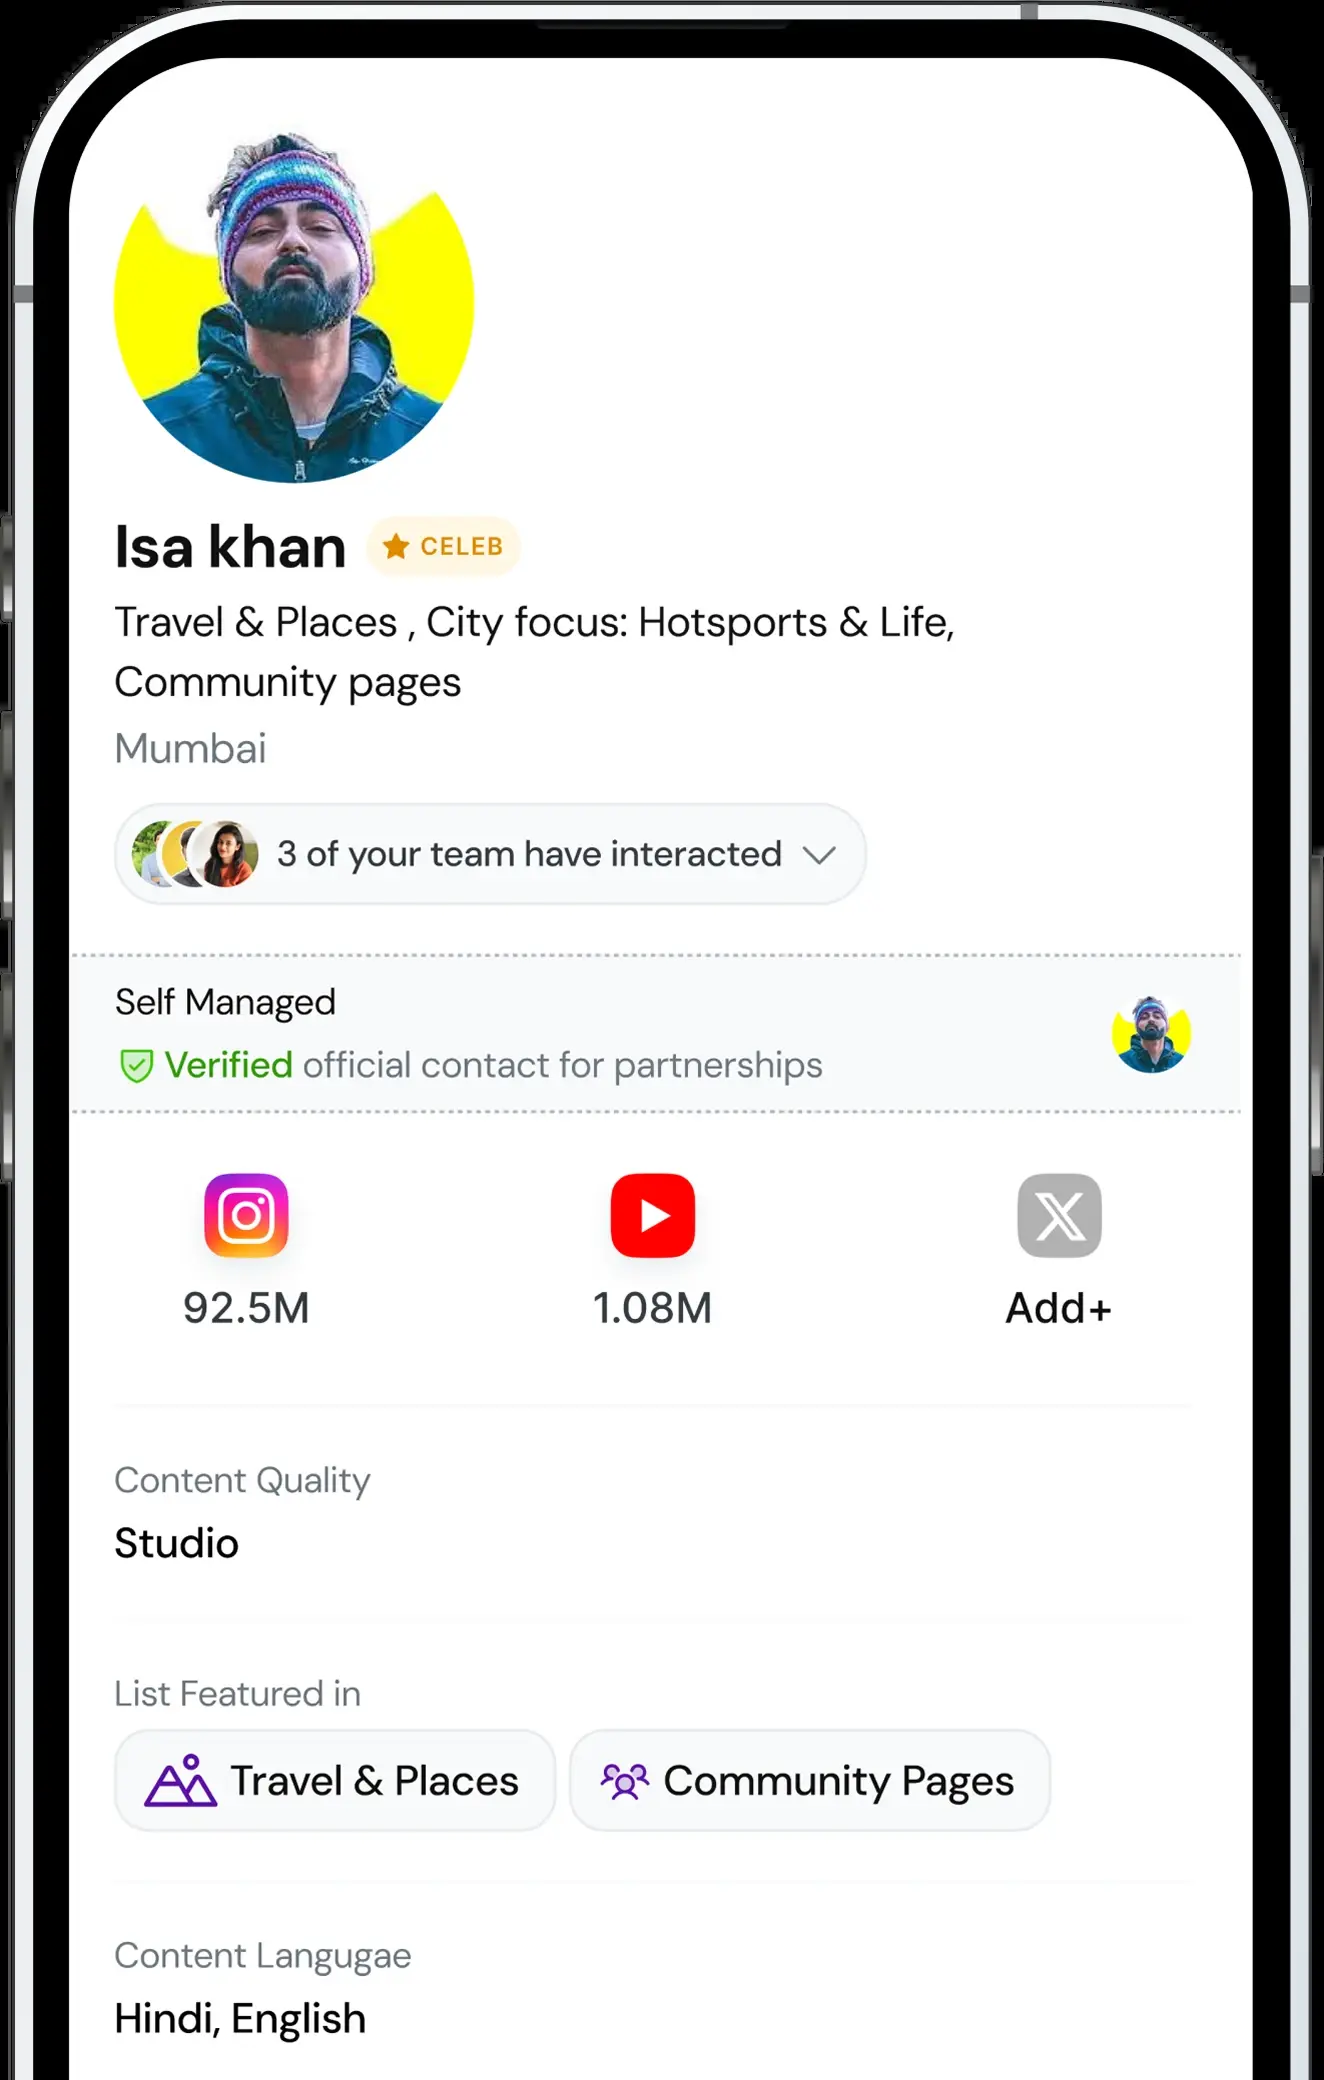 Isa khan
CELEB
Travel & Places , City focus: Hotsports & Life,
Community pages
Mumbai
3 of your team have interacted
Self Managed
Verified official contact for partnerships
92.5M
1.08M
Add+
Content Quality
Studio
List Featured in
Travel & Places
Community Pages
Content Langugae
Hindi, English